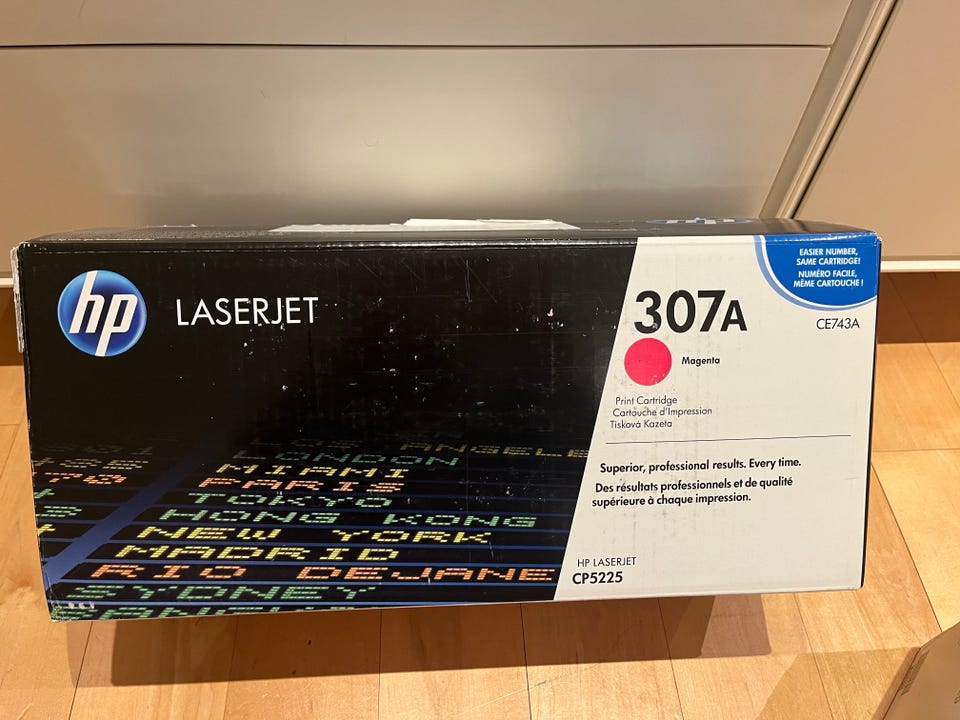 hp
LASERJET
EASIER NUMBER,
SAME CARTRIDGE!
NUMÉRO FACILE,
MÊME CARTOUCHE !
307A
CE743A
Magenta
Print Cartridge
Cartouche d'Impression
Tisková Kazeta
Superior, professional results. Every time.
Des résultats professionnels et de qualité
supérieure à chaque impression.
HP LASERJET
CP5225
LOS ANGELE
LONDON
MIAMI
PARIS
TOKYO
HONG KONG
NEW YORK
MADRID
RIO DEJANE
SYDNEY